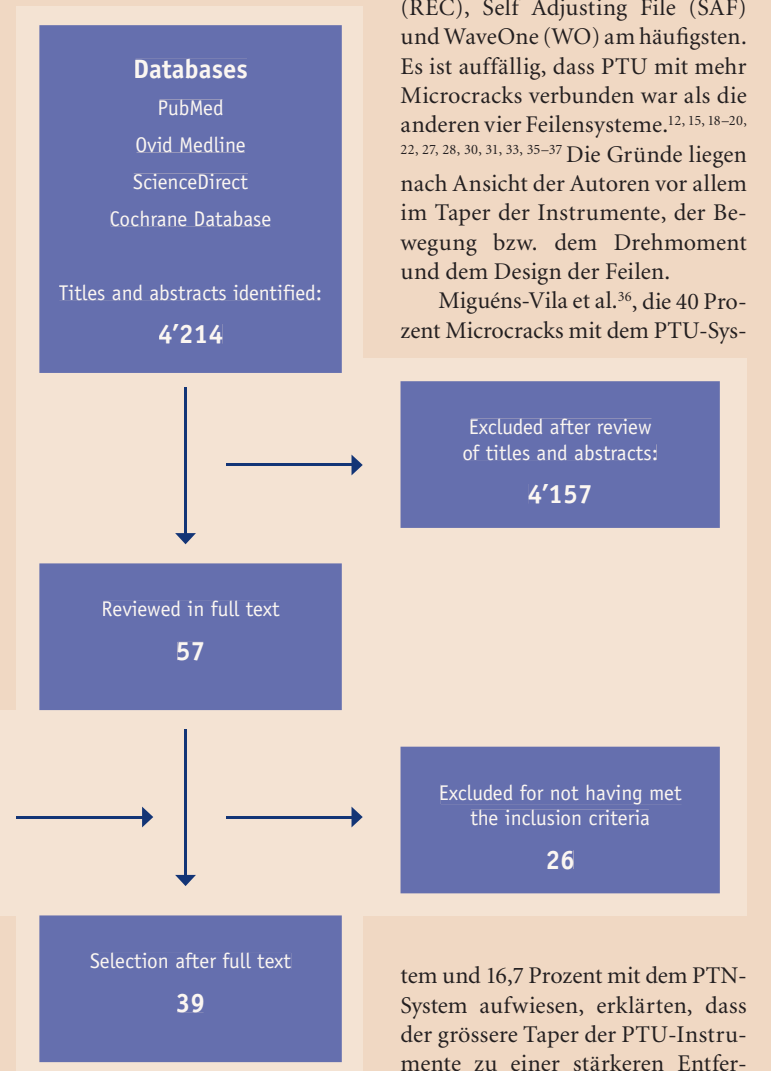 (REC), Self Adjusting File (SAF)
und WaveOne (WO) am häufigsten.
Es ist auffällig, dass PTU mit mehr
Microcracks verbunden war als die
anderen vier Feilensysteme.12, 15, 18–20,
22, 27, 28, 30, 31, 33, 35–37 Die Gründe liegen
nach Ansicht der Autoren vor allem
im Taper der Instrumente, der Be-
wegung bzw. dem Drehmoment
und dem Design der Feilen.
Miguéns-Vila et al.36, die 40 Pro-
zent Microcracks mit dem PTU-Sys-
Databases
PubMed
Ovid Medline
ScienceDirect
Cochrane Database
Titles and abstracts identified:
4’214
Excluded after review
of titles and abstracts:
4’157
Reviewed in full text
57
Excluded for not having met
the inclusion criteria
26
Selection after full text
39
tem und 16,7 Prozent mit dem PTN-
System aufwiesen, erklärten, dass
der grössere Taper der PTU-Instru-
mente zu einer stärkeren Entfer-